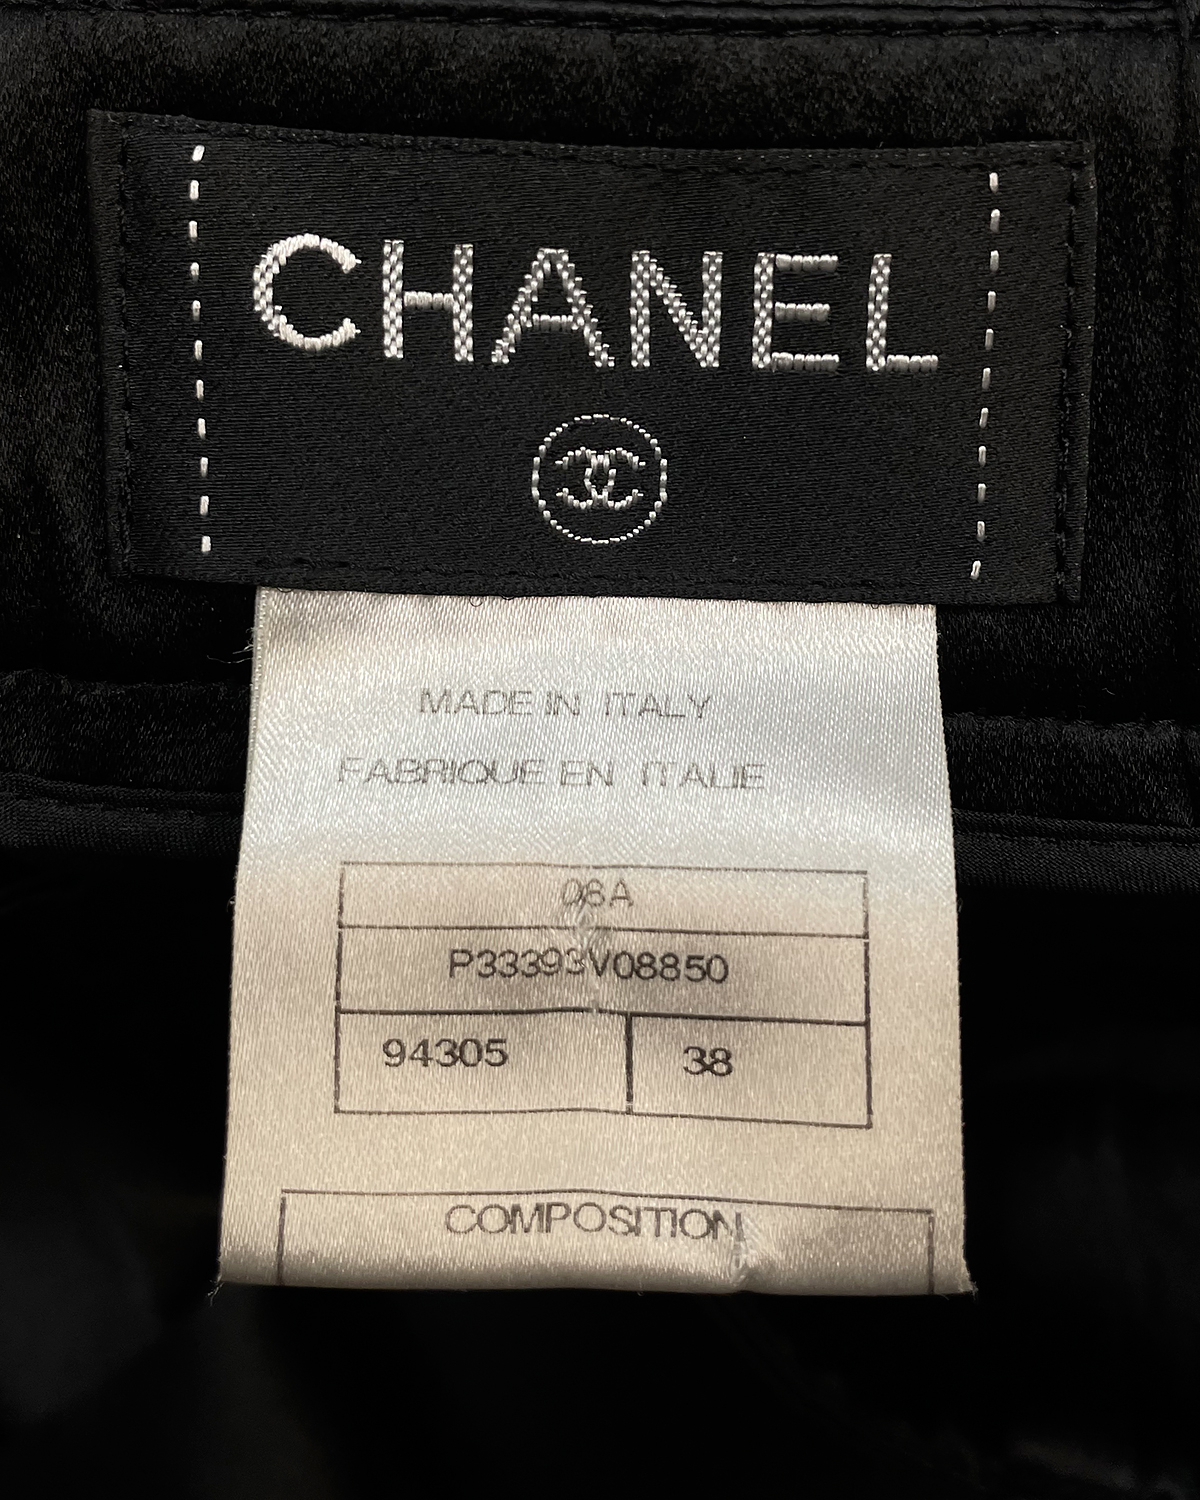 CHANEL
MADE IN ITALY
FABRIQUE EN ITALIE
08A
P33393V08850
94305 38
COMPOSITION